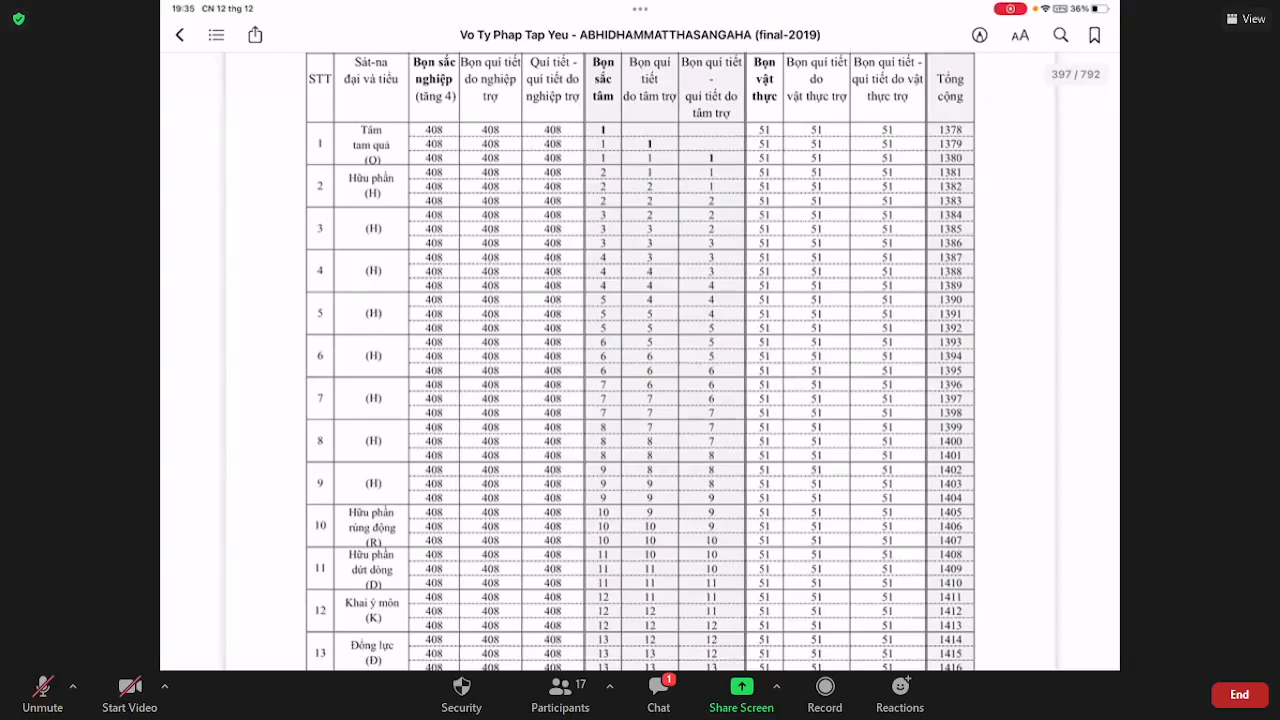 19:35 CN 12 thg 12
36%
View
Vo Ty Phap Tap Yeu - ABHIDHAMMATTHASANGAHA (final-2019)
AA
397 / 792
STT Sát-na đại và tiểu Bọn sắc nghiệp (tăng 4) Bọn quí tiết do nghiệp trợ Quí tiết - quí tiết do nghiệp trợ Bọn sắc tâm Bọn quí tiết do tâm trợ Bọn quí tiết - quí tiết do tâm trợ Bọn vật thực Bọn quí tiết do vật thực trợ Bọn quí tiết - quí tiết do vật thực trợ Tổng cộng
1 Tâm tam quả (O) 408 408 408 1 51 51 51 1378
408 408 408 1 1 51 51 51 1379
408 408 408 1 1 1 51 51 51 1380
2 Hữu phần (H) 408 408 408 2 1 1 51 51 51 1381
408 408 408 2 2 1 51 51 51 1382
408 408 408 2 2 2 51 51 51 1383
3 (H) 408 408 408 3 2 2 51 51 51 1384
408 408 408 3 3 2 51 51 51 1385
408 408 408 3 3 3 51 51 51 1386
4 (H) 408 408 408 4 3 3 51 51 51 1387
408 408 408 4 4 3 51 51 51 1388
408 408 408 4 4 4 51 51 51 1389
5 (H) 408 408 408 5 4 4 51 51 51 1390
408 408 408 5 5 4 51 51 51 1391
408 408 408 5 5 5 51 51 51 1392
6 (H) 408 408 408 6 5 5 51 51 51 1393
408 408 408 6 6 5 51 51 51 1394
408 408 408 6 6 6 51 51 51 1395
7 (H) 408 408 408 7 6 6 51 51 51 1396
408 408 408 7 7 6 51 51 51 1397
408 408 408 7 7 7 51 51 51 1398
8 (H) 408 408 408 8 7 7 51 51 51 1399
408 408 408 8 8 7 51 51 51 1400
408 408 408 8 8 8 51 51 51 1401
9 (H) 408 408 408 9 8 8 51 51 51 1402
408 408 408 9 9 8 51 51 51 1403
408 408 408 9 9 9 51 51 51 1404
10 Hữu phần rúng động (R) 408 408 408 10 9 9 51 51 51 1405
408 408 408 10 10 9 51 51 51 1406
408 408 408 10 10 10 51 51 51 1407
11 Hữu phần dứt dòng (D) 408 408 408 11 10 10 51 51 51 1408
408 408 408 11 11 10 51 51 51 1409
408 408 408 11 11 11 51 51 51 1410
12 Khai ý môn (K) 408 408 408 12 11 11 51 51 51 1411
408 408 408 12 12 11 51 51 51 1412
408 408 408 12 12 12 51 51 51 1413
13 Đổng lực (Đ) 408 408 408 13 12 12 51 51 51 1414
408 408 408 13 13 12 51 51 51 1415
408 408 408 13 13 13 51 51 51 1416
17
1
Unmute Start Video Security Participants Chat Share Screen Record Reactions End